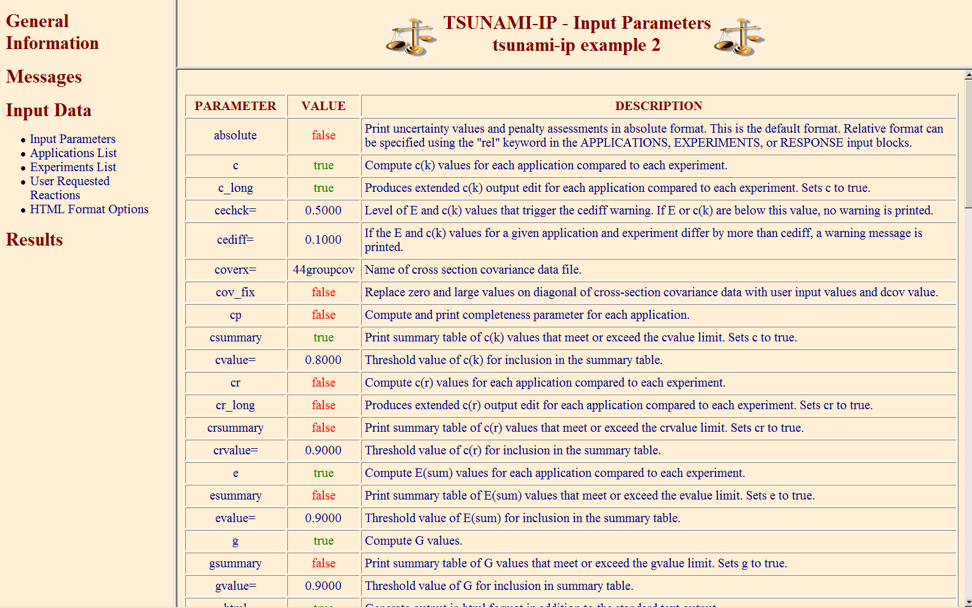 General
Information
Messages
Input Data
Input Parameters
Applications List
Experiments List
User Requested
Reactions
HTML Format Options
Results
TSUNAMI-IP - Input Parameters
tsunami-ip example 2
PARAMETER VALUE DESCRIPTION
absolute false Print uncertainty values and penalty assessments in absolute format. This is the default format. Relative format can
be specified using the "rel" keyword in the APPLICATIONS, EXPERIMENTS, or RESPONSE input blocks.
c true Compute c(k) values for each application compared to each experiment.
c_long true Produces extended c(k) output edit for each application compared to each experiment. Sets c to true.
cechck= 0.5000 Level of E and c(k) values that trigger the cediff warning. If E or c(k) are below this value, no warning is printed.
cediff= 0.1000 If the E and c(k) values for a given application and experiment differ by more than cediff, a warning message is
printed.
coverx= 44groupcov Name of cross section covariance data file.
cov_fix false Replace zero and large values on diagonal of cross-section covariance data with user input values and dcov value.
cp false Compute and print completeness parameter for each application.
csummary true Print summary table of c(k) values that meet or exceed the cvalue limit. Sets c to true.
cvalue= 0.8000 Threshold value of c(k) for inclusion in the summary table.
cr false Compute c(r) values for each application compared to each experiment.
cr_long false Produces extended c(r) output edit for each application compared to each experiment. Sets cr to true.
crsummary false Print summary table of c(r) values that meet or exceed the crvalue limit. Sets cr to true.
crvalue= 0.9000 Threshold value of c(r) for inclusion in the summary table.
e true Compute E(sum) values for each application compared to each experiment.
esummary false Print summary table of E(sum) values that meet or exceed the evalue limit. Sets e to true.
evalue= 0.9000 Threshold value of E(sum) for inclusion in the summary table.
g true Compute G values.
gsummary false Print summary table of G values that meet or exceed the gvalue limit. Sets g to true.
gvalue= 0.9000 Threshold value of G for inclusion in summary table.
html true Generate output in html format in addition to the standard text output.